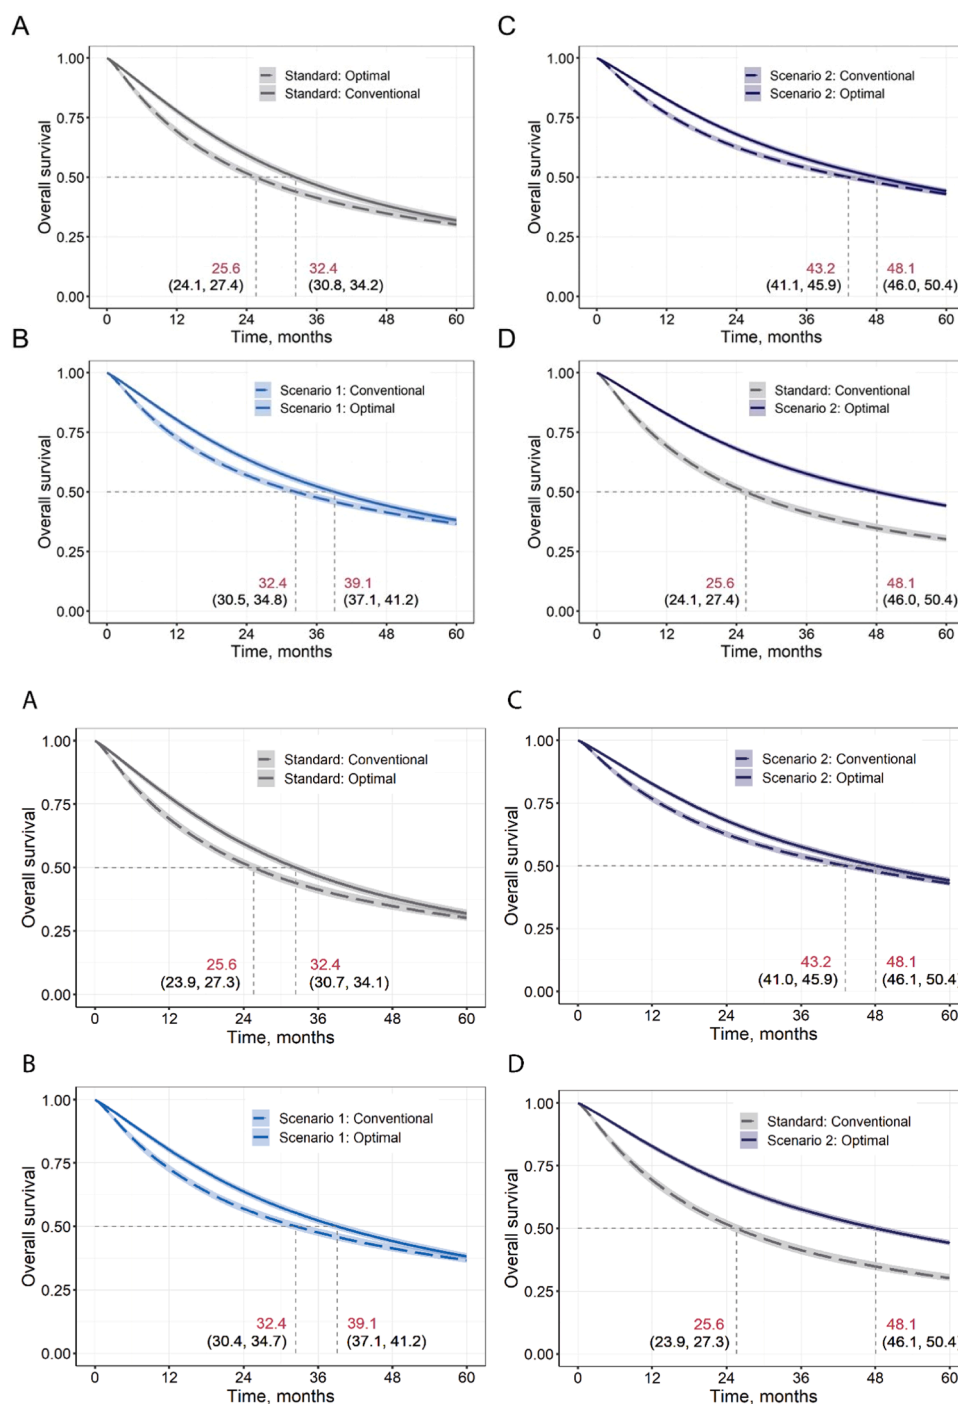 A
Overall survival
1.00
0.75
0.50
0.25
0.00
Standard: Optimal
Standard: Conventional
25.6
(24.1, 27.4)
32.4
(30.8, 34.2)
0 12 24 36 48 60
Time, months
C
Overall survival
1.00
0.75
0.50
0.25
0.00
Scenario 2: Conventional
Scenario 2: Optimal
43.2
(41.1, 45.9)
48.1
(46.0, 50.4)
0 12 24 36 48 60
Time, months
B
Overall survival
1.00
0.75
0.50
0.25
0.00
Scenario 1: Conventional
Scenario 1: Optimal
32.4
(30.5, 34.8)
39.1
(37.1, 41.2)
0 12 24 36 48 60
Time, months
D
Overall survival
1.00
0.75
0.50
0.25
0.00
Standard: Conventional
Scenario 2: Optimal
25.6
(24.1, 27.4)
48.1
(46.0, 50.4)
0 12 24 36 48 60
Time, months
A
Overall survival
1.00
0.75
0.50
0.25
0.00
Standard: Conventional
Standard: Optimal
25.6
(23.9, 27.3)
32.4
(30.7, 34.1)
0 12 24 36 48 60
Time, months
C
Overall survival
1.00
0.75
0.50
0.25
0.00
Scenario 2: Conventional
Scenario 2: Optimal
43.2
(41.0, 45.9)
48.1
(46.1, 50.4)
0 12 24 36 48 60
Time, months
B
Overall survival
1.00
0.75
0.50
0.25
0.00
Scenario 1: Conventional
Scenario 1: Optimal
32.4
(30.4, 34.7)
39.1
(37.1, 41.2)
0 12 24 36 48 60
Time, months
D
Overall survival
1.00
0.75
0.50
0.25
0.00
Standard: Conventional
Scenario 2: Optimal
25.6
(23.9, 27.3)
48.1
(46.1, 50.4)
0 12 24 36 48 60
Time, months